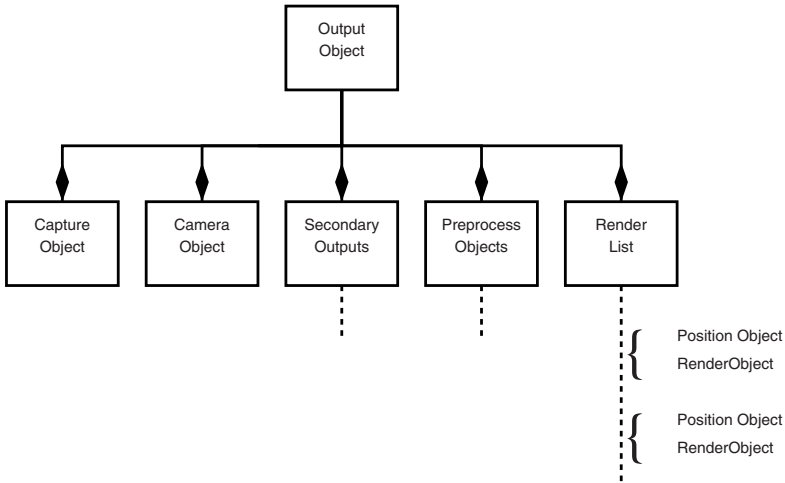 Output
Object
Capture
Object
Camera
Object
Secondary
Outputs
Preprocess
Objects
Render
List
Position Object
RenderObject
Position Object
RenderObject